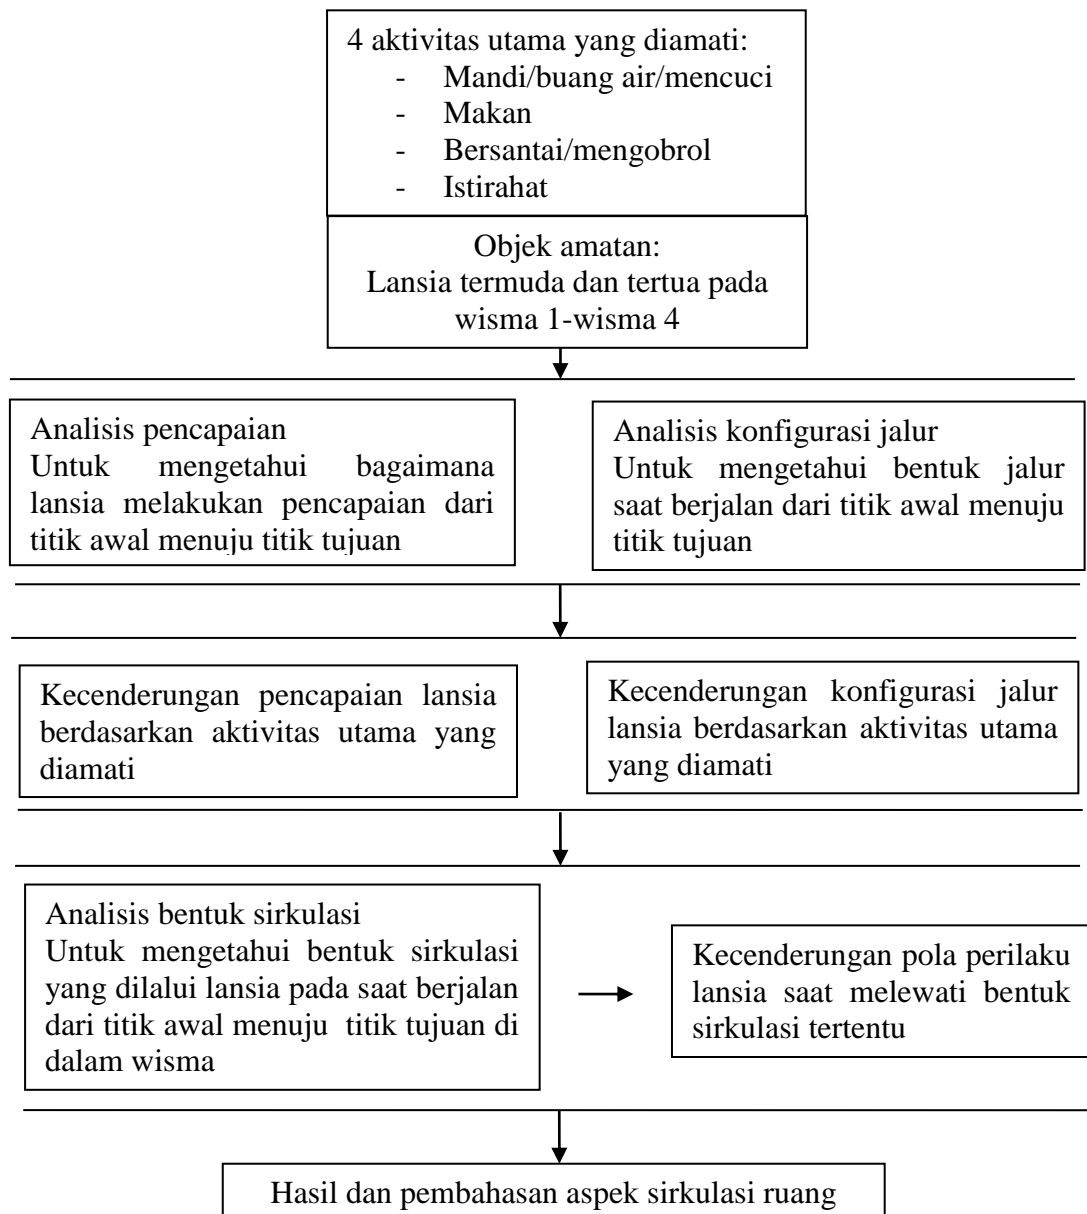 4 aktivitas utama yang diamati:
- Mandi/buang air/mencuci
- Makan
- Bersantai/mengobrol
- Istirahat
Objek amatan:
Lansia termuda dan tertua pada
wisma 1-wisma 4
Analisis pencapaian
Untuk mengetahui bagaimana
lansia melakukan pencapaian dari
titik awal menuju titik tujuan
Analisis konfigurasi jalur
Untuk mengetahui bentuk jalur
saat berjalan dari titik awal menuju
titik tujuan
Kecenderungan pencapaian lansia
berdasarkan aktivitas utama yang
diamati
Kecenderungan konfigurasi jalur
lansia berdasarkan aktivitas utama
yang diamati
Analisis bentuk sirkulasi
Untuk mengetahui bentuk sirkulasi
yang dilalui lansia pada saat berjalan
dari titik awal menuju titik tujuan di
dalam wisma
Kecenderungan pola perilaku
lansia saat melewati bentuk
sirkulasi tertentu
Hasil dan pembahasan aspek sirkulasi ruang